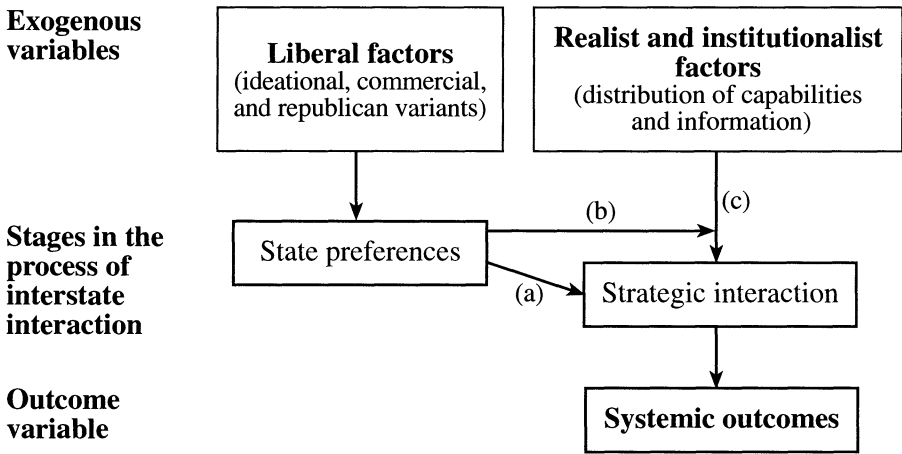 Exogenous
variables
Liberal factors
(ideational, commercial,
and republican variants)
Realist and institutionalist
factors
(distribution of capabilities
and information)
(b)
(c)
Stages in the
process of
interstate
interaction
State preferences
(a)
Strategic interaction
Outcome
variable
Systemic outcomes